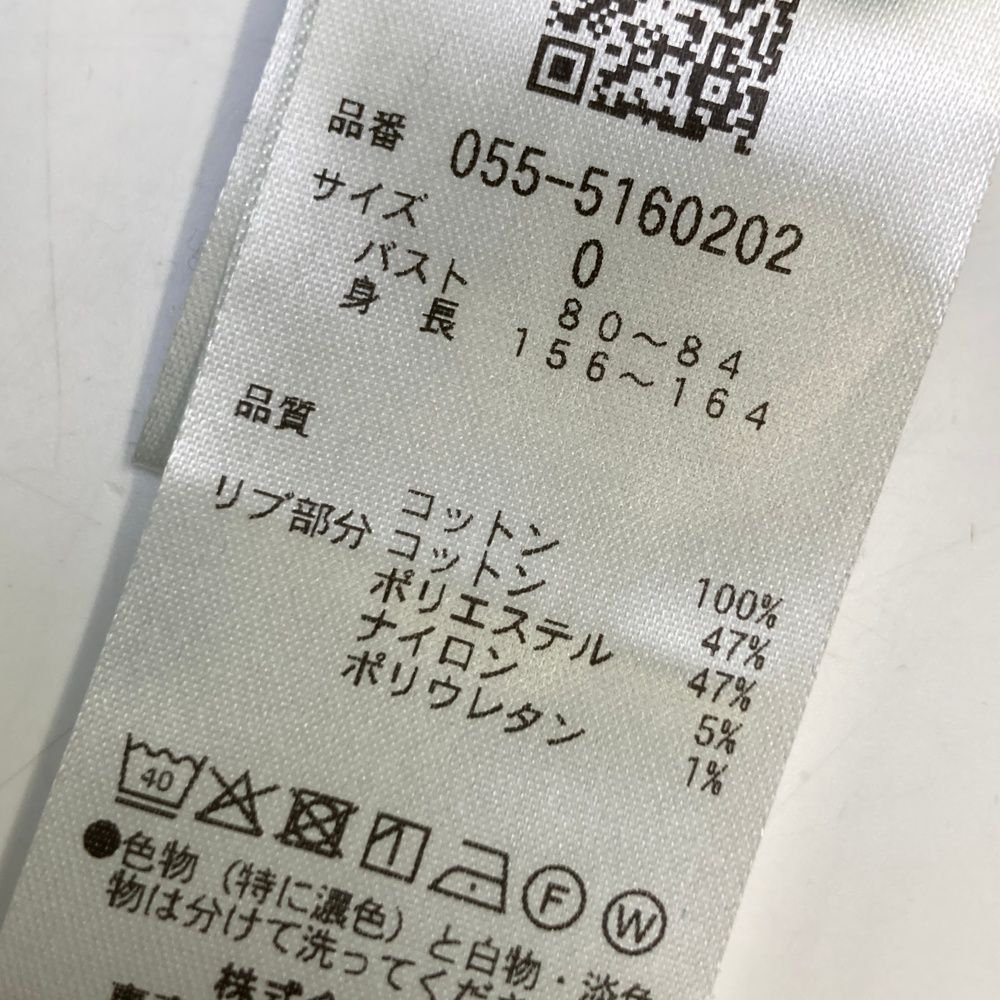 品番 055-5160202
サイズ 0
バスト 80～84
身長 156～164
品質
コットン 100%
リブ部分 コットン 47%
ポリエステル 47%
ナイロン 5%
ポリウレタン 1%
40
F
W
●色物（特に濃色）と白物・淡色
物は分けて洗ってくだ
株式会